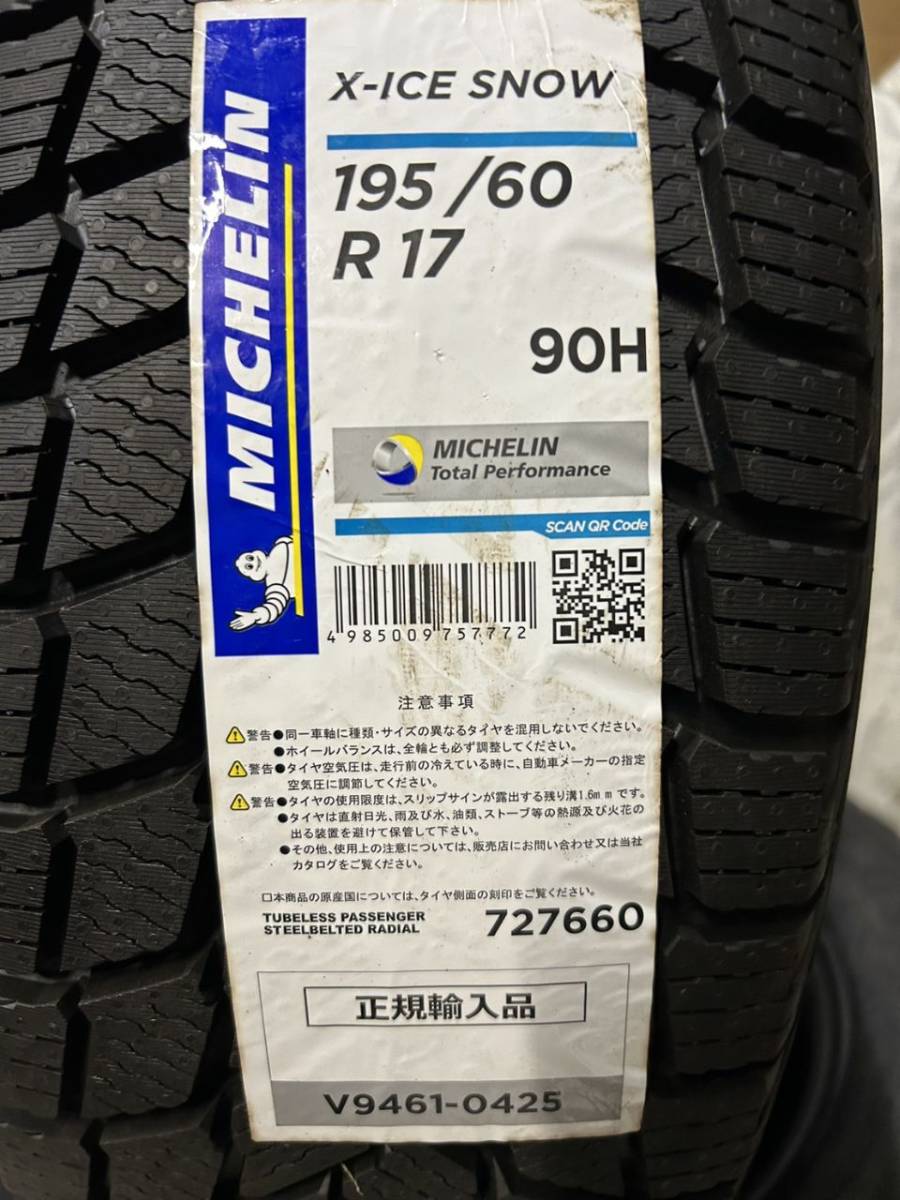 MICHELIN
X-ICE SNOW
195 /60
R 17
90H
MICHELIN
Total Performance
SCAN QR Code
4 985009 757772
注意事項
警告●同一車軸に種類・サイズの異なるタイヤを混用しないでください。
●ホイールバランスは、全輪とも必ず調整してください。
警告●タイヤ空気圧は、走行前の冷えている時に、自動車メーカーの指定
空気圧に調節してください。
警告●タイヤの使用限度は、スリップサインが露出する残り溝1.6mmです。
●タイヤは直射日光、雨及び水、油類、ストーブ等の熱源及び火花の
出る装置を避けて保管して下さい。
●その他、使用上の注意については、販売店にお問い合わせ又は当社
カタログをご覧ください。
□本商品の原産国については、タイヤ側面の刻印をご覧ください。
TUBELESS PASSENGER
STEELBELTED RADIAL
727660
正規輸入品
V9461-0425